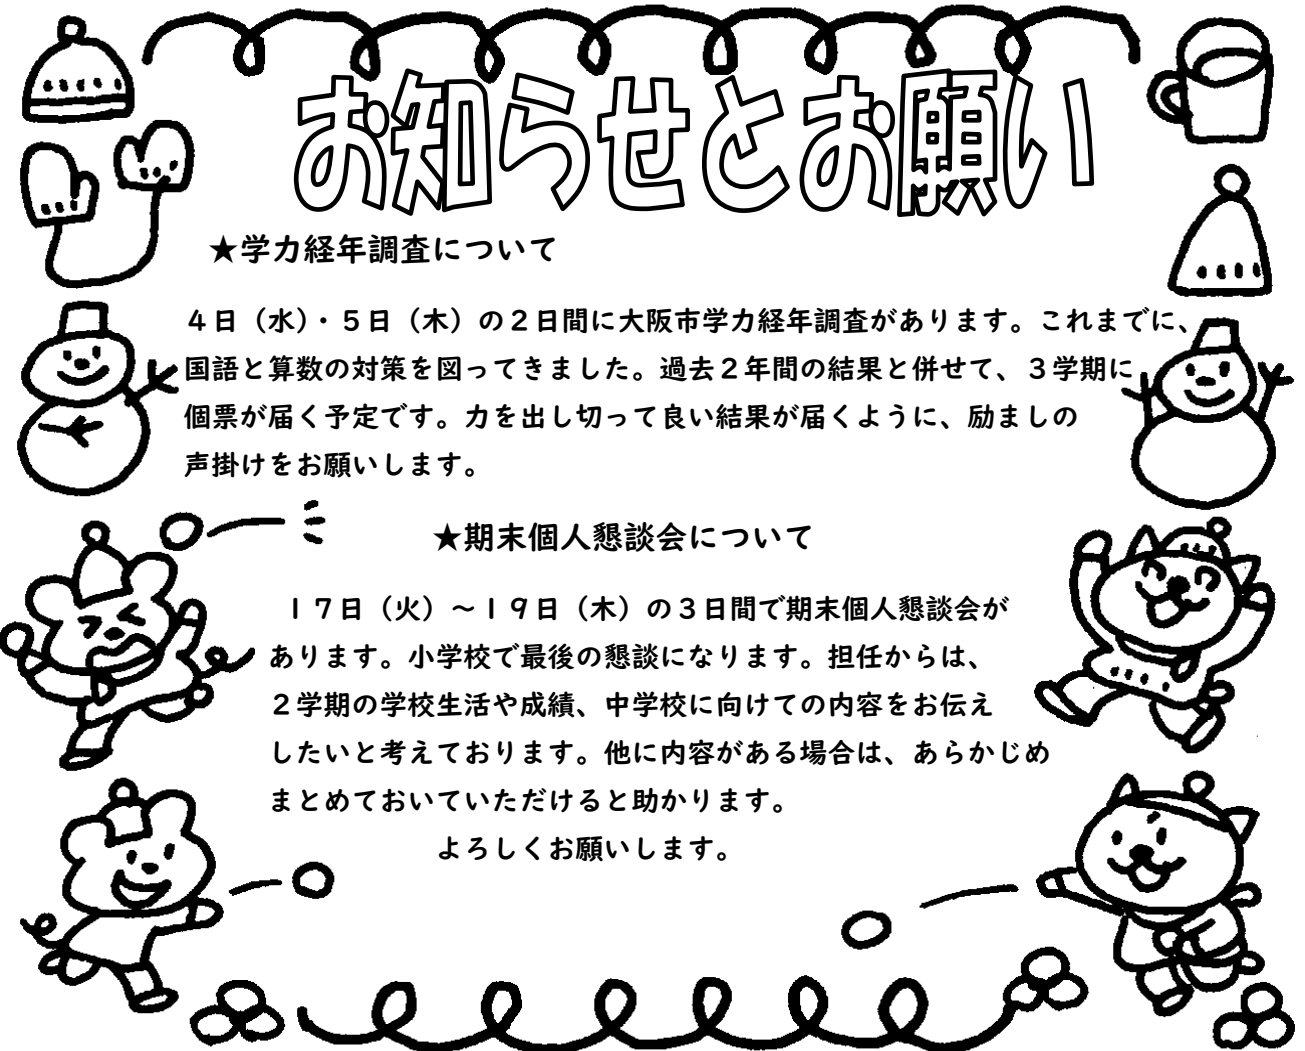 お知らせとお願い
★学力経年調査について
４日（水）・５日（木）の２日間に大阪市学力経年調査があります。これまでに、
国語と算数の対策を図ってきました。過去２年間の結果と併せて、３学期に
個票が届く予定です。力を出し切って良い結果が届くように、励ましの
声掛けをお願いします。
★期末個人懇談会について
１７日（火）～１９日（木）の３日間で期末個人懇談会が
あります。小学校で最後の懇談になります。担任からは、
２学期の学校生活や成績、中学校に向けての内容をお伝え
したいと考えております。他に内容がある場合は、あらかじめ
まとめておいていただけると助かります。
よろしくお願いします。